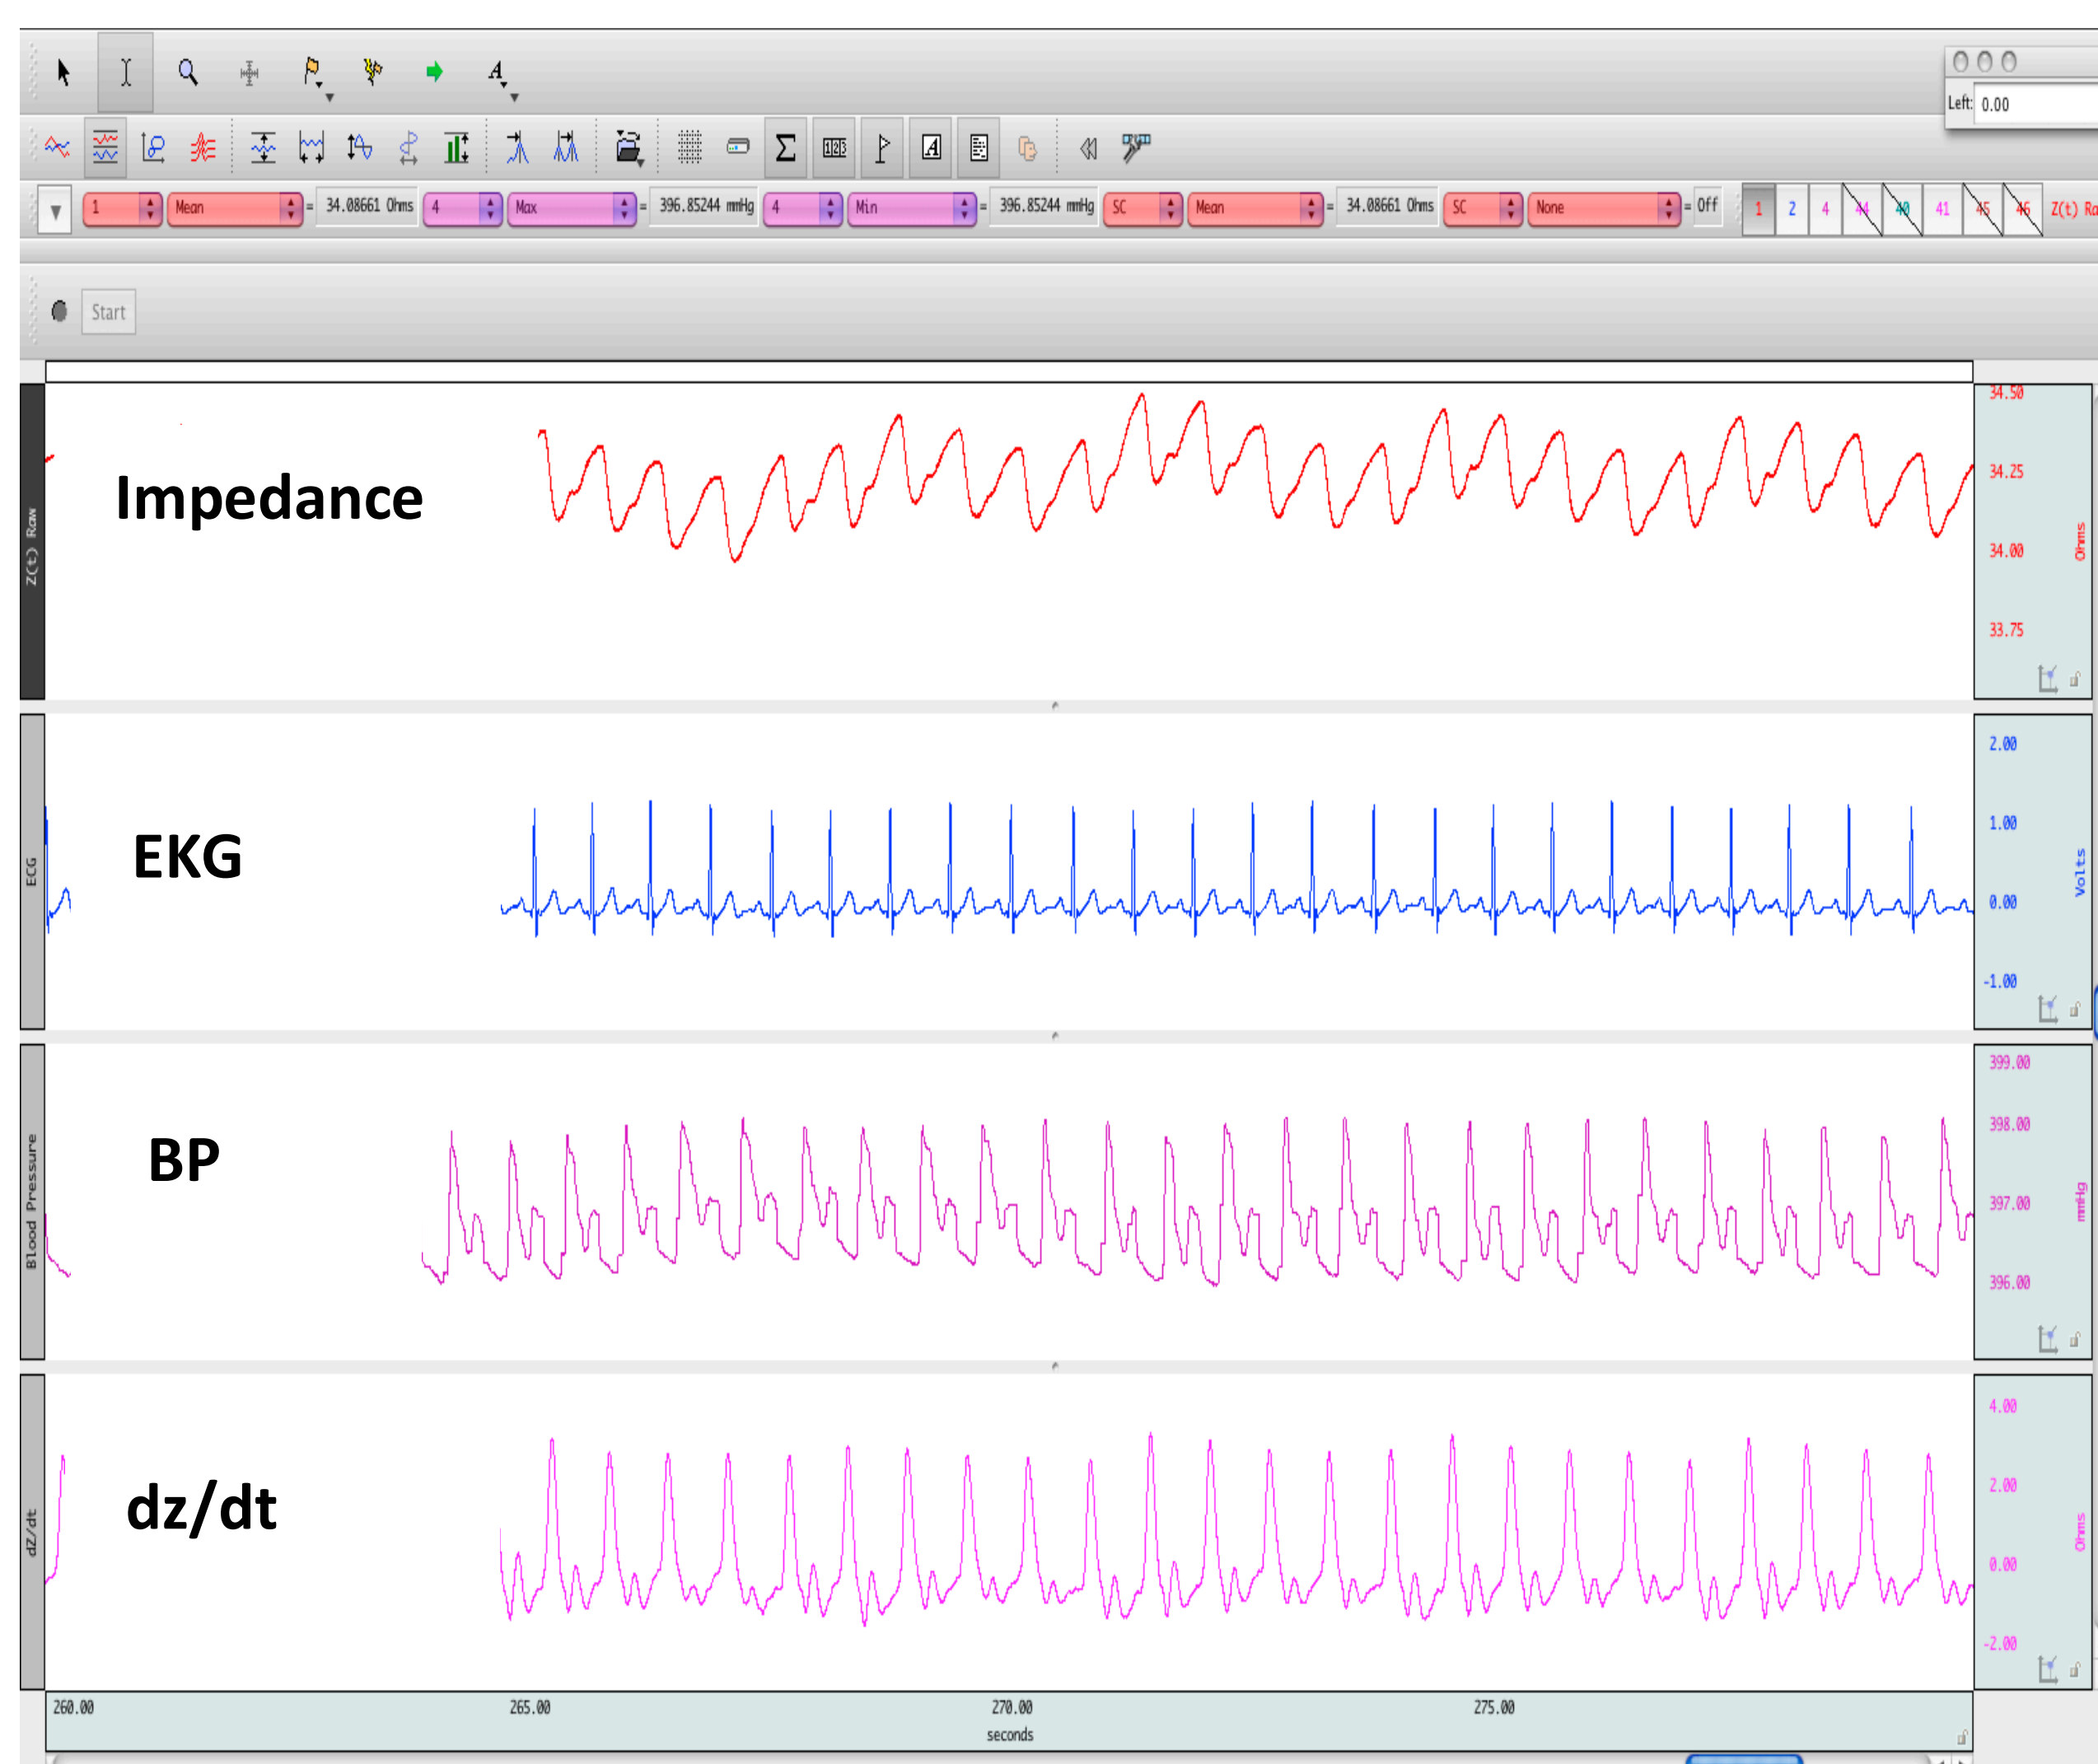 A
Left: 0.00
Σ 123 A
1 Mean = 34.08661 Ohms 4 Max = 396.85244 mmHg 4 Min = 396.85244 mmHg SC Mean = 34.08661 Ohms SC None = Off 1 2 4 44 40 41 45 46 Z(t) Ra
Start
Z(t) Raw
Impedance
34.50
34.25
34.00
33.75
Ohms
ECG
EKG
2.00
1.00
0.00
-1.00
Volts
Blood Pressure
BP
399.00
398.00
397.00
396.00
mmHg
dZ/dt
dz/dt
4.00
2.00
0.00
-2.00
Ohms
260.00 265.00 270.00 275.00
seconds